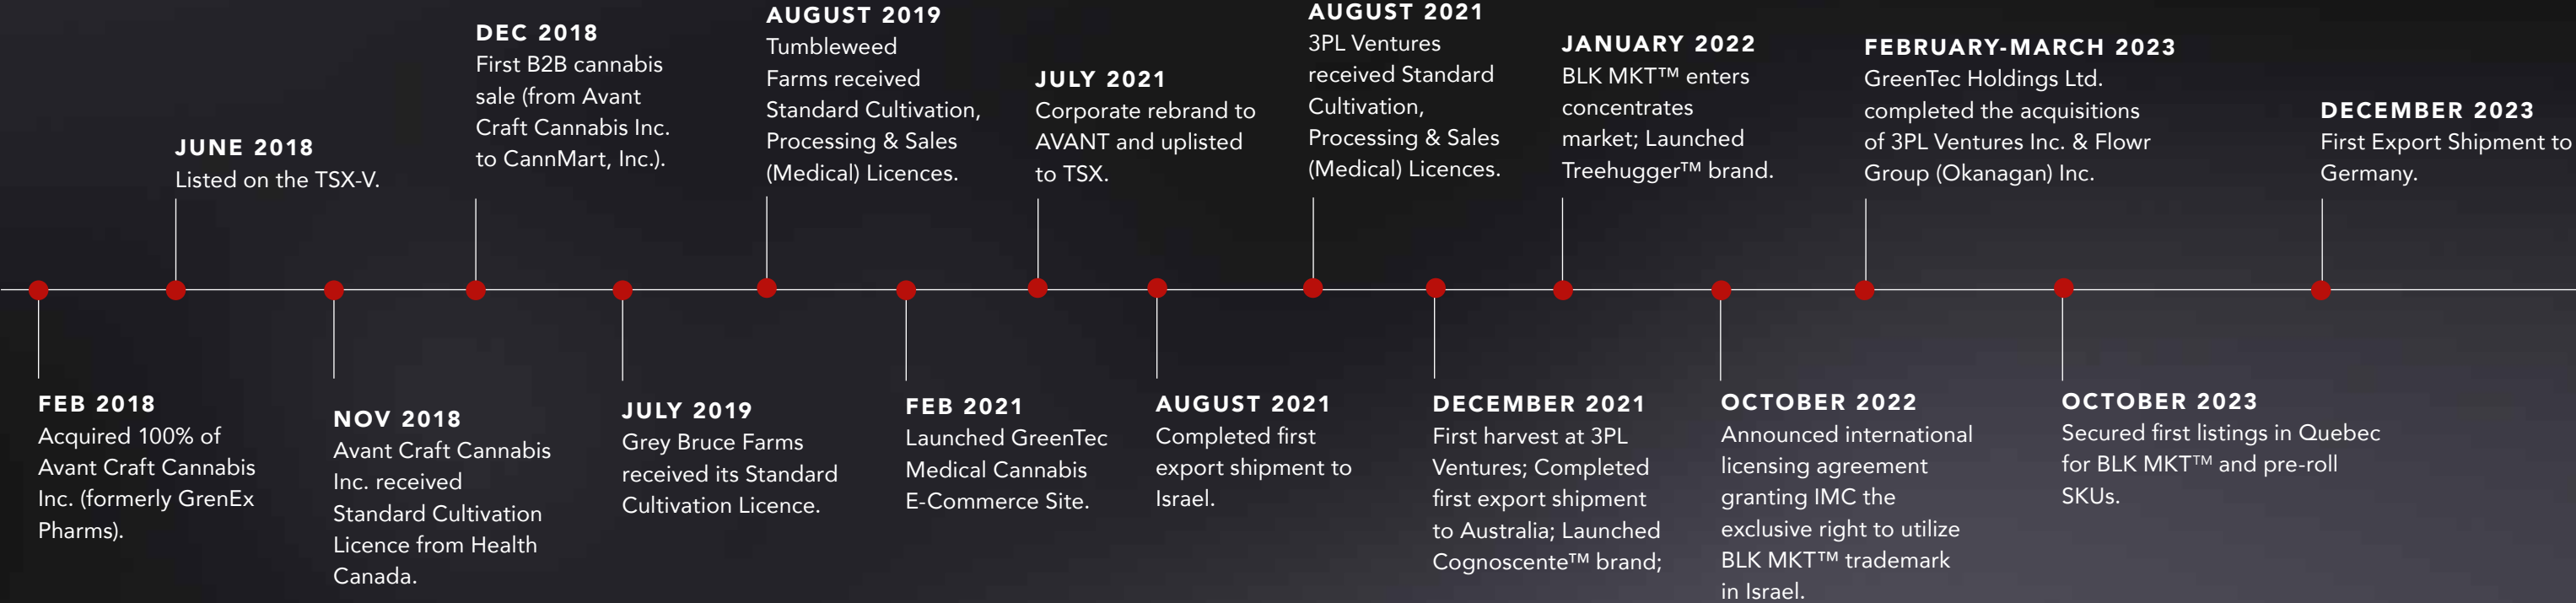 FEB 2018
Acquired 100% of
Avant Craft Cannabis
Inc. (formerly GrenEx
Pharms).
JUNE 2018
Listed on the TSX-V.
NOV 2018
Avant Craft Cannabis
Inc. received
Standard Cultivation
Licence from Health
Canada.
DEC 2018
First B2B cannabis
sale (from Avant
Craft Cannabis Inc.
to CannMart, Inc.).
JULY 2019
Grey Bruce Farms
received its Standard
Cultivation Licence.
AUGUST 2019
Tumbleweed
Farms received
Standard Cultivation,
Processing & Sales
(Medical) Licences.
FEB 2021
Launched GreenTec
Medical Cannabis
E-Commerce Site.
JULY 2021
Corporate rebrand to
AVANT and uplisted
to TSX.
AUGUST 2021
Completed first
export shipment to
Israel.
AUGUST 2021
3PL Ventures
received Standard
Cultivation,
Processing & Sales
(Medical) Licences.
DECEMBER 2021
First harvest at 3PL
Ventures; Completed
first export shipment
to Australia; Launched
Cognoscente™ brand;
JANUARY 2022
BLK MKT™ enters
concentrates
market; Launched
Treehugger™ brand.
OCTOBER 2022
Announced international
licensing agreement
granting IMC the
exclusive right to utilize
BLK MKT™ trademark
in Israel.
FEBRUARY-MARCH 2023
GreenTec Holdings Ltd.
completed the acquisitions
of 3PL Ventures Inc. & Flowr
Group (Okanagan) Inc.
OCTOBER 2023
Secured first listings in Quebec
for BLK MKT™ and pre-roll
SKUs.
DECEMBER 2023
First Export Shipment to
Germany.